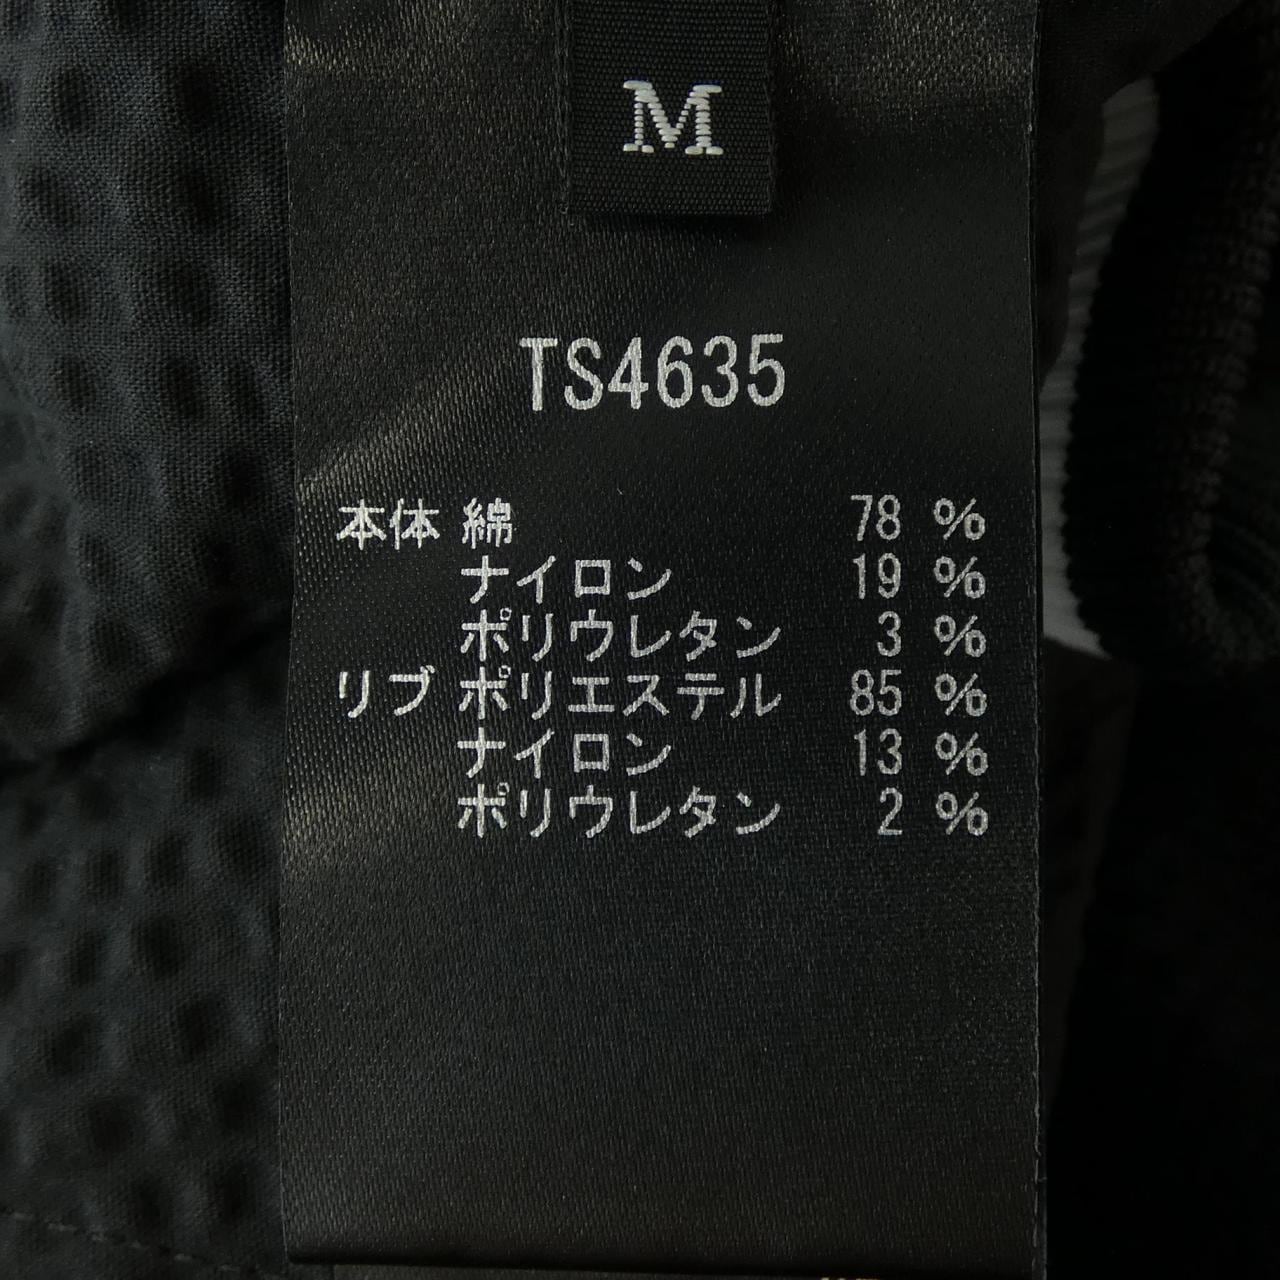 M
TS4635
本体 綿 78 %
ナイロン 19 %
ポリウレタン 3 %
リブ ポリエステル 85 %
ナイロン 13 %
ポリウレタン 2 %